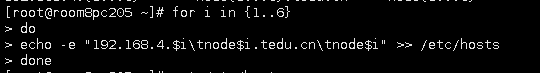 [root@room8pc205 ~]# for i in {1..6}
> do
> echo -e "192.168.4.$i\tnode$i.tedu.cn\tnode$i" >> /etc/hosts
> done